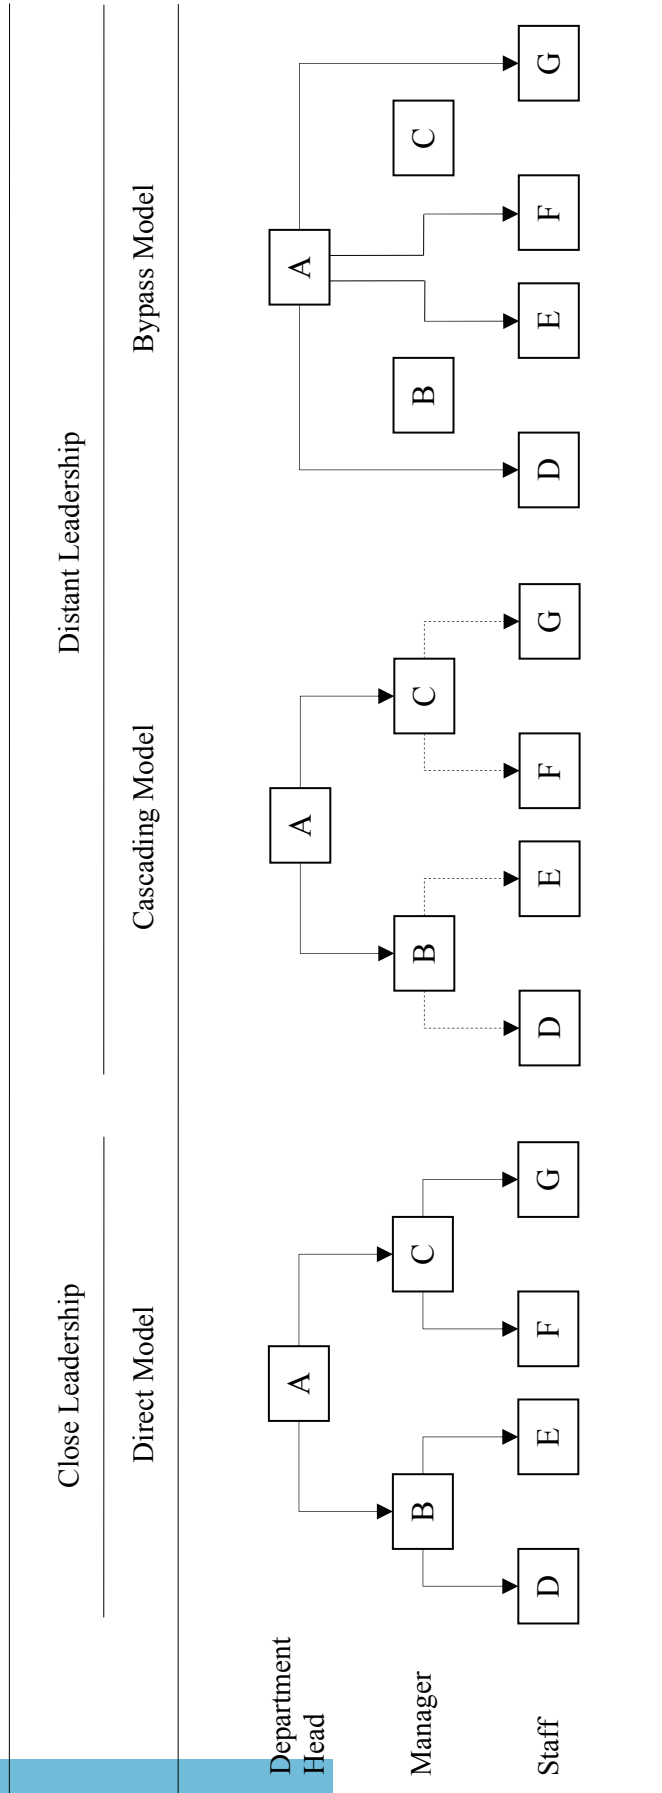 Close Leadership
Distant Leadership
Direct Model
Cascading Model
Bypass Model
Department
Head
A
A
A
Manager
B
C
B
C
B
C
Staff
D
E
F
G
D
E
F
G
D
E
F
G